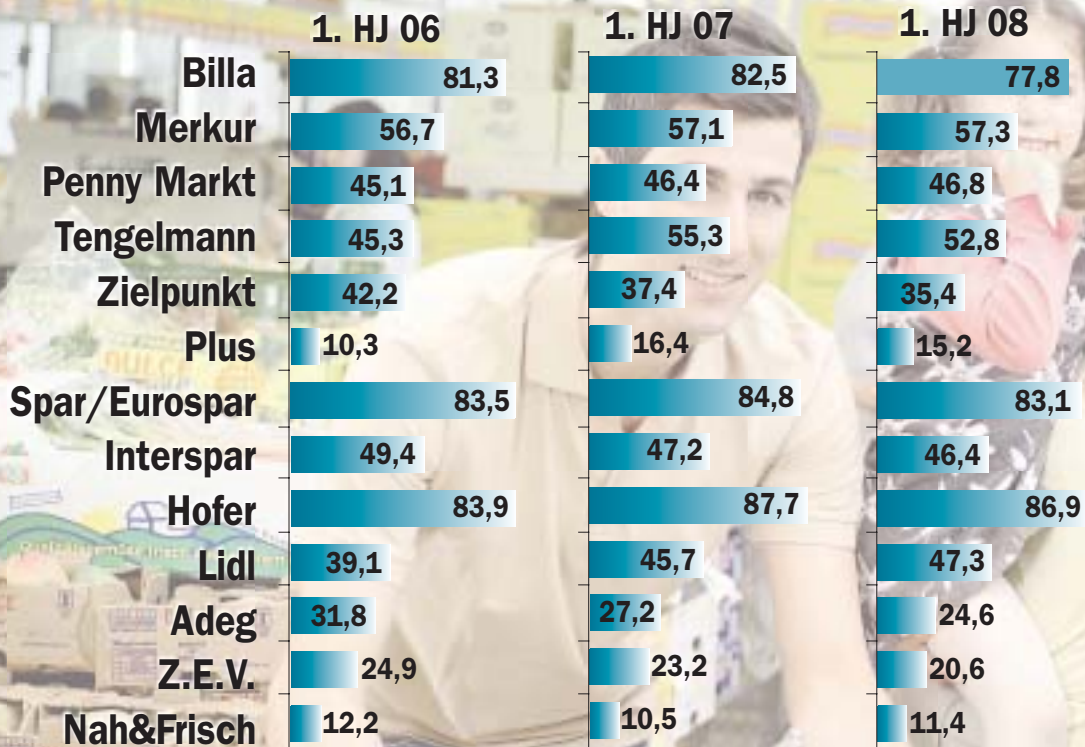 1. HJ 06 1. HJ 07 1. HJ 08
Billa 81,3 82,5 77,8
Merkur 56,7 57,1 57,3
Penny Markt 45,1 46,4 46,8
Tengelmann 45,3 55,3 52,8
Zielpunkt 42,2 37,4 35,4
Plus 10,3 16,4 15,2
Spar/Eurospar 83,5 84,8 83,1
Interspar 49,4 47,2 46,4
Hofer 83,9 87,7 86,9
Lidl 39,1 45,7 47,3
Adeg 31,8 27,2 24,6
Z.E.V. 24,9 23,2 20,6
Nah&Frisch 12,2 10,5 11,4